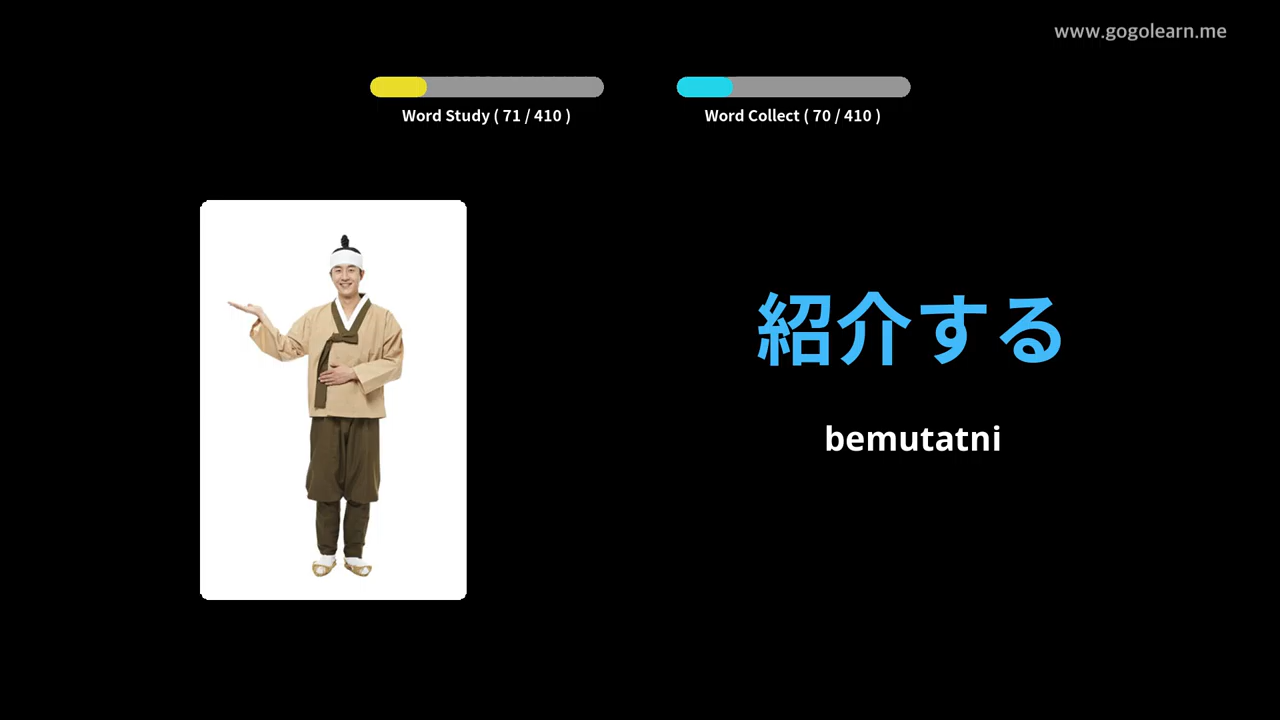 www.gogolearn.me
Word Study ( 71 / 410 )
Word Collect ( 70 / 410 )
紹介する
bemutatni